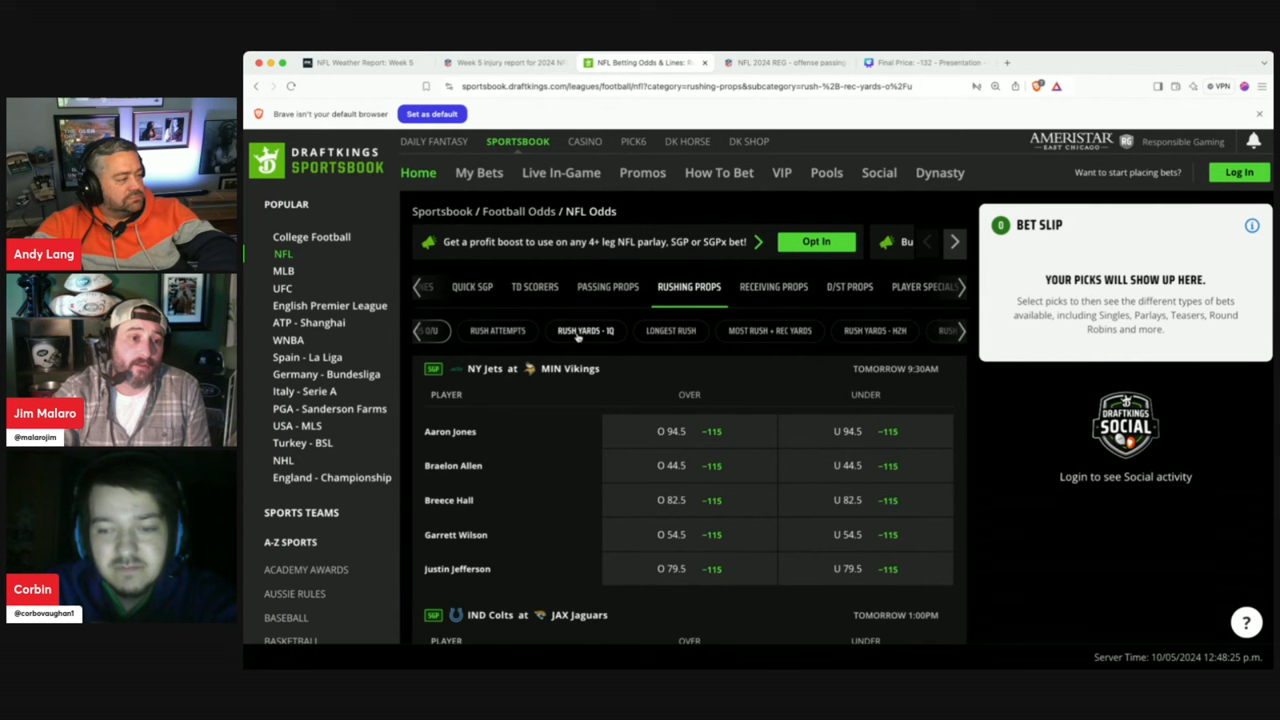 NFL Weather Report: Week 5
Week 5 injury report for 2024 NF
NFL Betting Odds & Lines: R
NFL 2024 REG - offense passing
Final Price: -132 - Presentation
sportsbook.draftkings.com/leagues/football/nfl?category=rushing-props&subcategory=rush-%2B-rec-yards-o%2Fu
VPN
Brave isn't your default browser
Set as default
DRAFTKINGS
SPORTSBOOK
DAILY FANTASY
SPORTSBOOK
CASINO
PICK6
DK HORSE
DK SHOP
AMERISTAR
EAST CHICAGO
RG
Responsible Gaming
Home
My Bets
Live In-Game
Promos
How To Bet
VIP
Pools
Social
Dynasty
Want to start placing bets?
Log In
POPULAR
College Football
NFL
MLB
UFC
English Premier League
ATP - Shanghai
WNBA
Spain - La Liga
Germany - Bundesliga
Italy - Serie A
PGA - Sanderson Farms
USA - MLS
Turkey - BSL
NHL
England - Championship
SPORTS TEAMS
A-Z SPORTS
ACADEMY AWARDS
AUSSIE RULES
BASEBALL
BASKETBALL
Sportsbook / Football Odds / NFL Odds
Get a profit boost to use on any 4+ leg NFL parlay, SGP or SGPx bet!
Opt In
Bu
QUICK SGP
TD SCORERS
PASSING PROPS
RUSHING PROPS
RECEIVING PROPS
D/ST PROPS
PLAYER SPECIALS
O/U
RUSH ATTEMPTS
RUSH YARDS - 1Q
LONGEST RUSH
MOST RUSH + REC YARDS
RUSH YARDS - H2H
RUSH
SGP NY Jets at MIN Vikings
TOMORROW 9:30AM
PLAYER OVER UNDER
Aaron Jones O 94.5 -115 U 94.5 -115
Braelon Allen O 44.5 -115 U 44.5 -115
Breece Hall O 82.5 -115 U 82.5 -115
Garrett Wilson O 54.5 -115 U 54.5 -115
Justin Jefferson O 79.5 -115 U 79.5 -115
SGP IND Colts at JAX Jaguars
TOMORROW 1:00PM
PLAYER OVER UNDER
0 BET SLIP
YOUR PICKS WILL SHOW UP HERE.
Select picks to then see the different types of bets
available, including Singles, Parlays, Teasers, Round
Robins and more.
DRAFTKINGS
SOCIAL
Login to see Social activity
?
Server Time: 10/05/2024 12:48:25 p.m.
Andy Lang
Jim Malaro
@malarojim
Corbin
@corbovaughan1